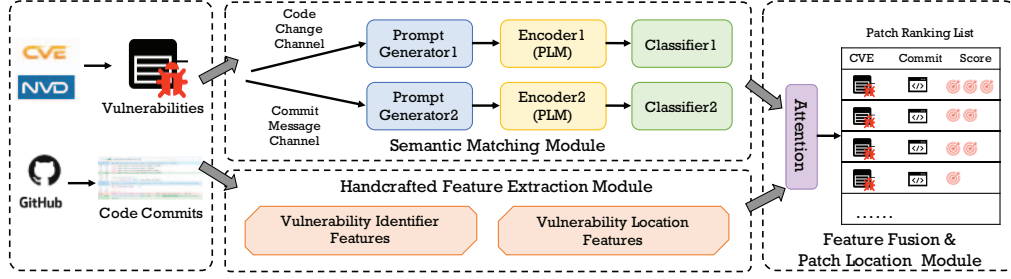 CVE
NVD
Vulnerabilities
GitHub
Code Commits
Code
Change
Channel
Commit
Message
Channel
Prompt
Generator1
Encoder1
(PLM)
Classifier1
Prompt
Generator2
Encoder2
(PLM)
Classifier2
Semantic Matching Module
Handcrafted Feature Extraction Module
Vulnerability Identifier
Features
Vulnerability Location
Features
Attention
Patch Ranking List
CVE Commit Score
......
Feature Fusion &
Patch Location Module